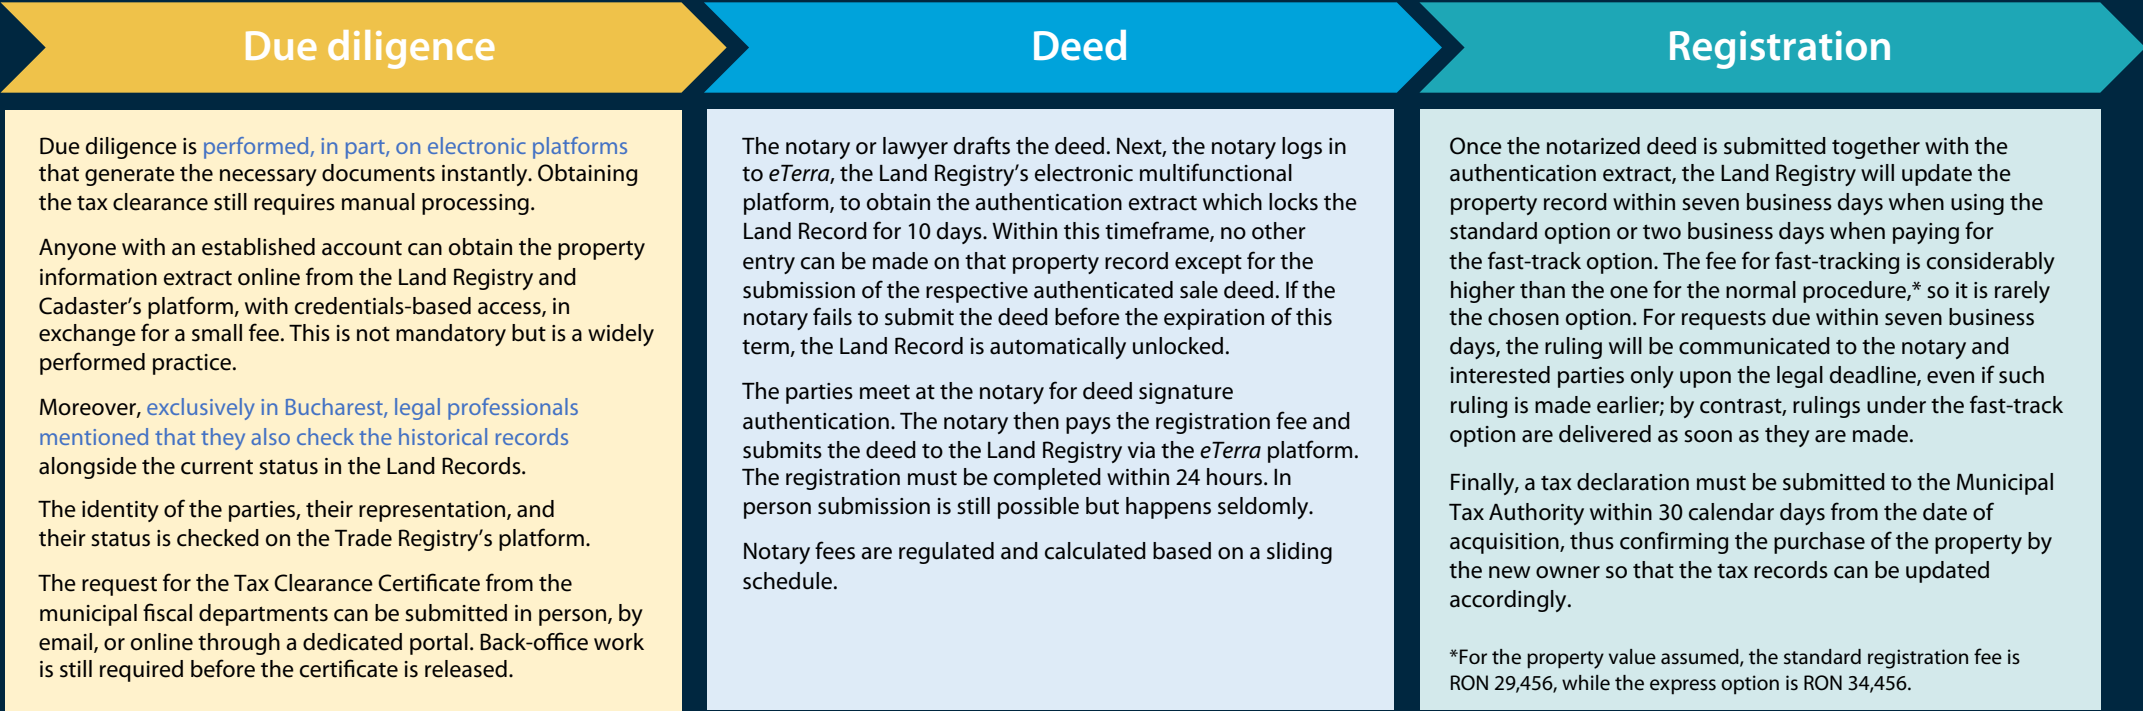 Due diligence
Due diligence is performed, in part, on electronic platforms
that generate the necessary documents instantly. Obtaining
the tax clearance still requires manual processing.
Anyone with an established account can obtain the property
information extract online from the Land Registry and
Cadaster’s platform, with credentials-based access, in
exchange for a small fee. This is not mandatory but is a widely
performed practice.
Moreover, exclusively in Bucharest, legal professionals
mentioned that they also check the historical records
alongside the current status in the Land Records.
The identity of the parties, their representation, and
their status is checked on the Trade Registry’s platform.
The request for the Tax Clearance Certificate from the
municipal fiscal departments can be submitted in person, by
email, or online through a dedicated portal. Back-office work
is still required before the certificate is released.
Deed
The notary or lawyer drafts the deed. Next, the notary logs in
to eTerra, the Land Registry’s electronic multifunctional
platform, to obtain the authentication extract which locks the
Land Record for 10 days. Within this timeframe, no other
entry can be made on that property record except for the
submission of the respective authenticated sale deed. If the
notary fails to submit the deed before the expiration of this
term, the Land Record is automatically unlocked.
The parties meet at the notary for deed signature
authentication. The notary then pays the registration fee and
submits the deed to the Land Registry via the eTerra platform.
The registration must be completed within 24 hours. In
person submission is still possible but happens seldomly.
Notary fees are regulated and calculated based on a sliding
schedule.
Registration
Once the notarized deed is submitted together with the
authentication extract, the Land Registry will update the
property record within seven business days when using the
standard option or two business days when paying for
the fast-track option. The fee for fast-tracking is considerably
higher than the one for the normal procedure,* so it is rarely
the chosen option. For requests due within seven business
days, the ruling will be communicated to the notary and
interested parties only upon the legal deadline, even if such
ruling is made earlier; by contrast, rulings under the fast-track
option are delivered as soon as they are made.
Finally, a tax declaration must be submitted to the Municipal
Tax Authority within 30 calendar days from the date of
acquisition, thus confirming the purchase of the property by
the new owner so that the tax records can be updated
accordingly.
*For the property value assumed, the standard registration fee is
RON 29,456, while the express option is RON 34,456.